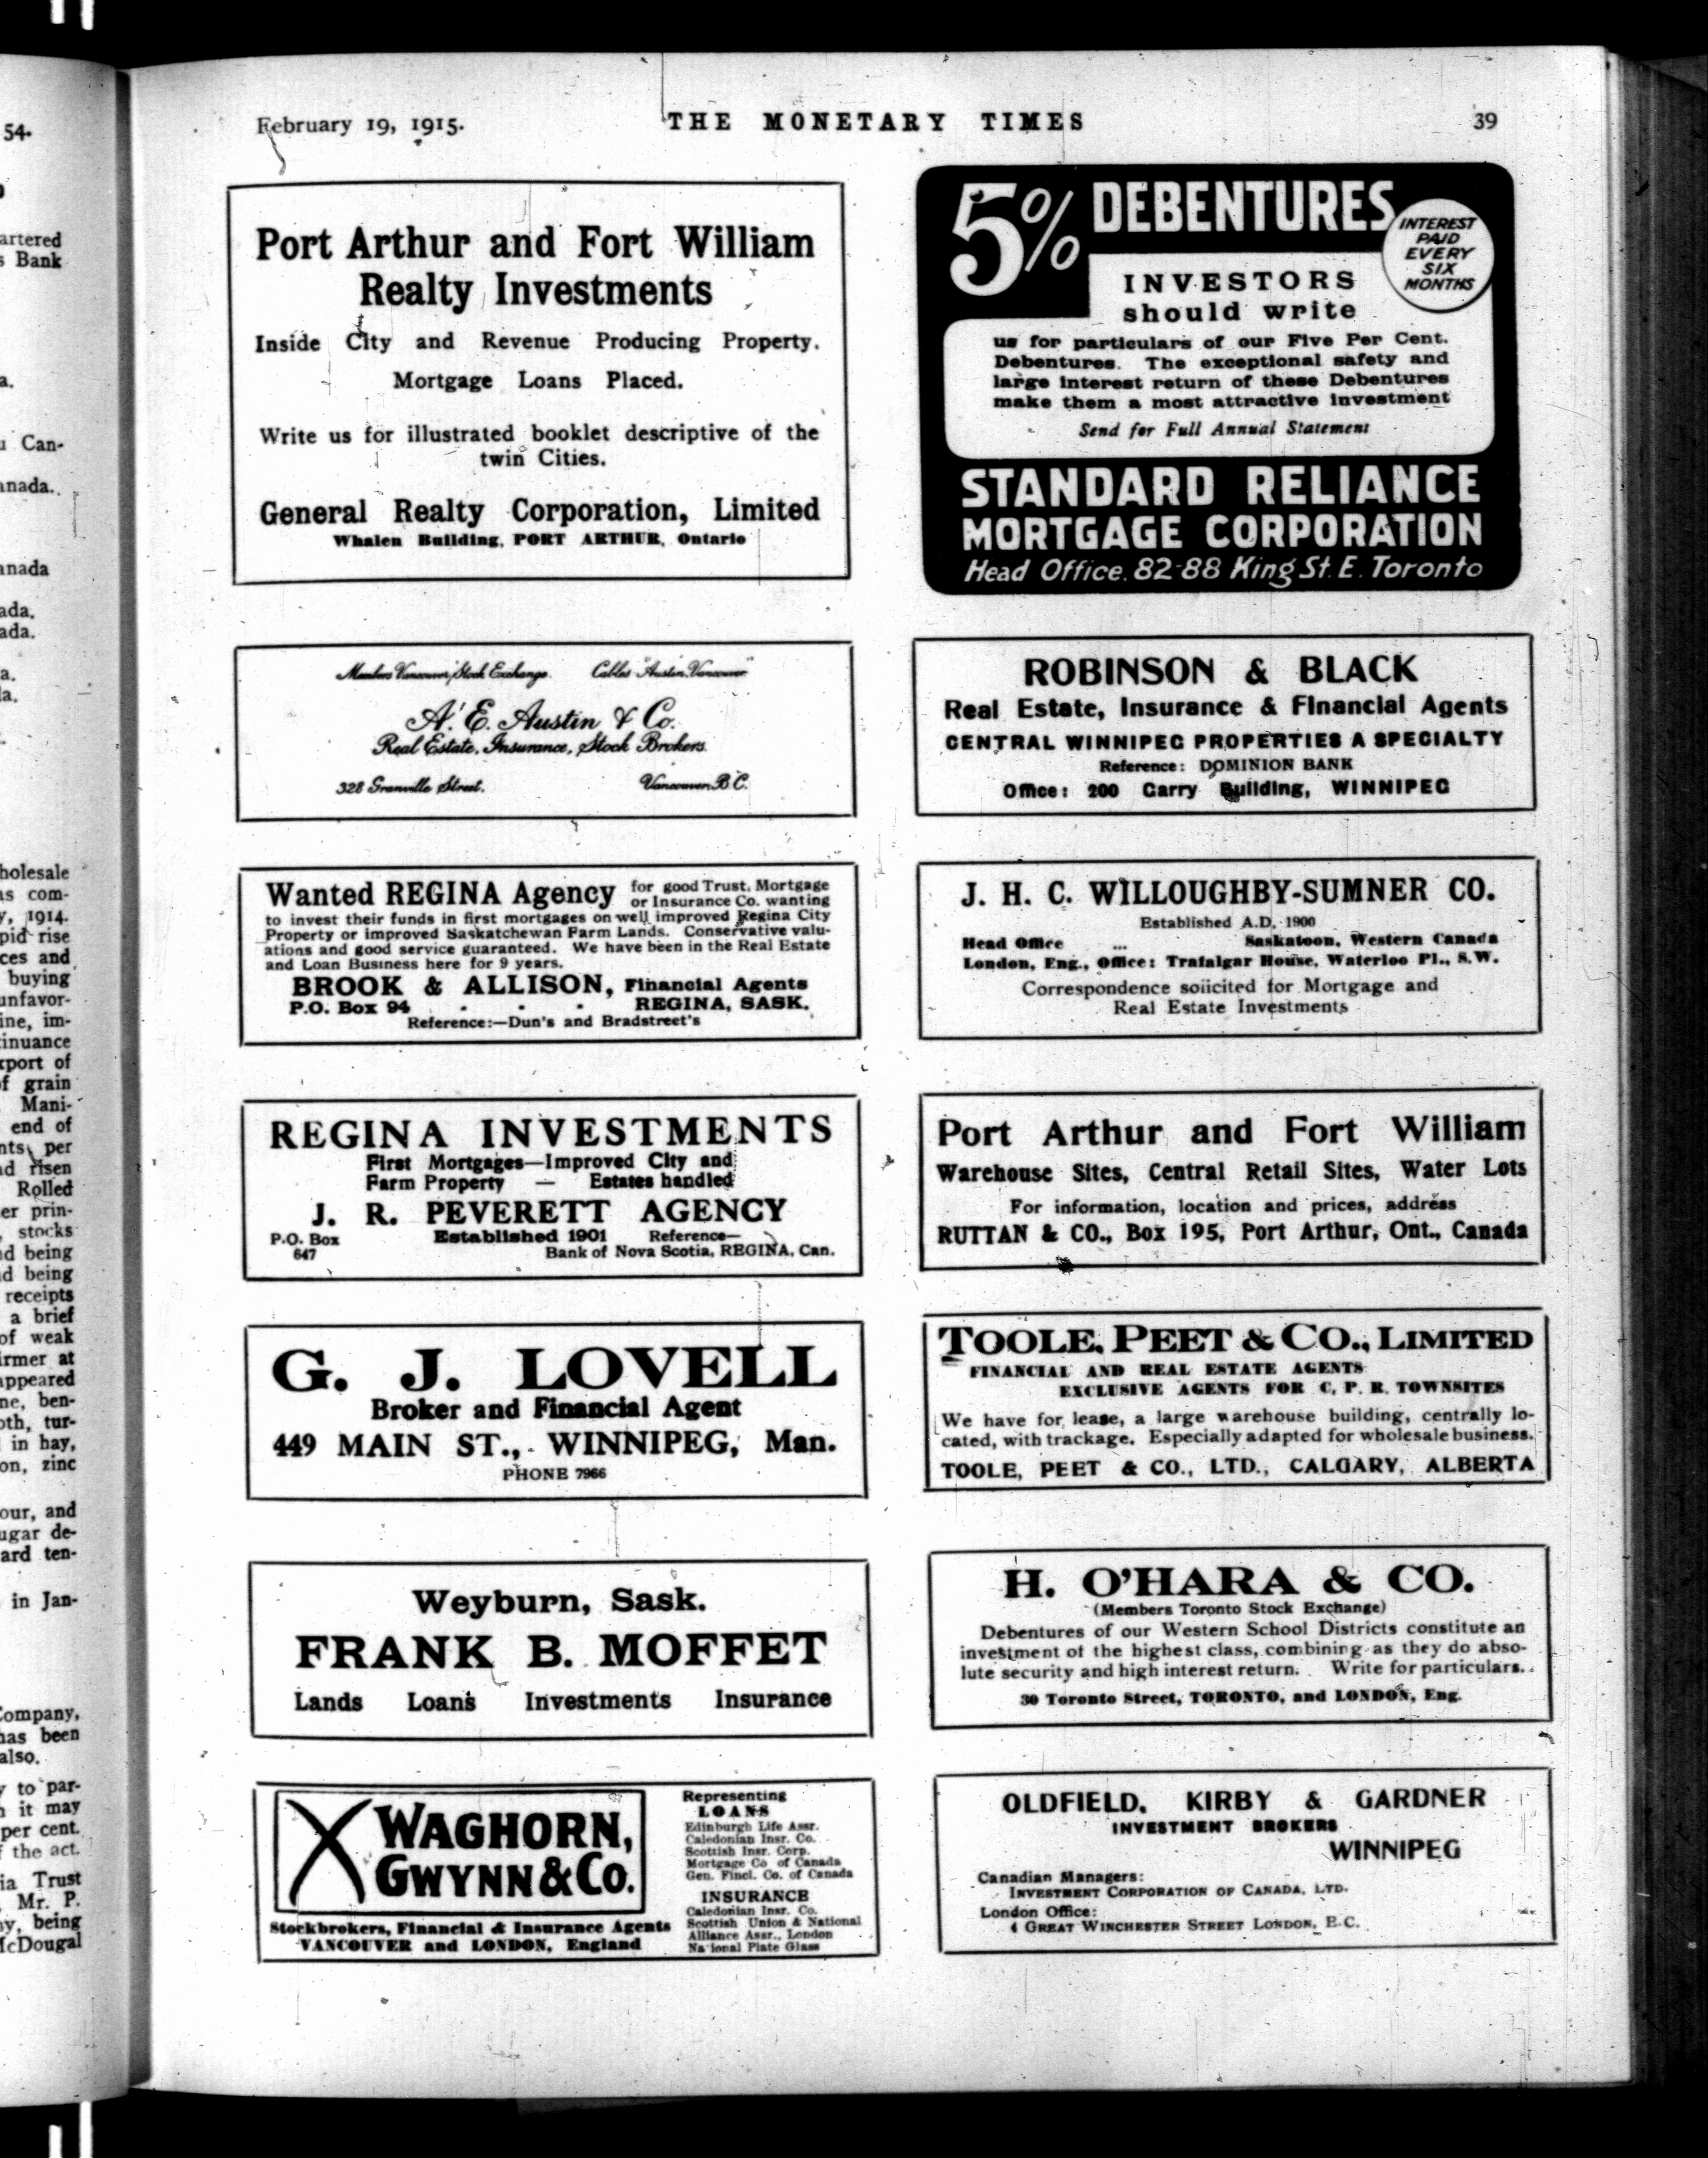 February 19, 1915.
THE MONETARY TIMES
39
Port Arthur and Fort William
Realty Investments
Inside City and Revenue Producing Property.
Mortgage Loans Placed.
Write us for illustrated booklet descriptive of the
twin Cities.
General Realty Corporation, Limited
Whalen Building, PORT ARTHUR, Ontario
Members Vancouver Stock Exchange. Cables "Austin, Vancouver"
A. E. Austin & Co.
Real Estate, Insurance, Stock Brokers.
328 Granville Street. Vancouver. B.C.
Wanted REGINA Agency for good Trust, Mortgage
or Insurance Co. wanting
to invest their funds in first mortgages on well improved Regina City
Property or improved Saskatchewan Farm Lands. Conservative valu-
ations and good service guaranteed. We have been in the Real Estate
and Loan Business here for 9 years.
BROOK & ALLISON, Financial Agents
P.O. Box 94 - - - REGINA, SASK.
Reference:—Dun's and Bradstreet's
REGINA INVESTMENTS
First Mortgages—Improved City and
Farm Property — Estates handled
J. R. PEVERETT AGENCY
P.O. Box
647
Established 1901 Reference—
Bank of Nova Scotia, REGINA, Can.
G. J. LOVELL
Broker and Financial Agent
449 MAIN ST., WINNIPEG, Man.
PHONE 7966
Weyburn, Sask.
FRANK B. MOFFET
Lands Loans Investments Insurance
WAGHORN,
GWYNN & CO.
Stockbrokers, Financial & Insurance Agents
VANCOUVER and LONDON, England
Representing
LOANS
Edinburgh Life Assr.
Caledonian Insr. Co.
Scottish Insr. Corp.
Mortgage Co of Canada
Gen. Fincl. Co. of Canada
INSURANCE
Caledonian Insr. Co.
Scottish Union & National
Alliance Assr., London
National Plate Glass
5% DEBENTURES
INTEREST
PAID
EVERY
SIX
MONTHS
INVESTORS
should write
us for particulars of our Five Per Cent.
Debentures. The exceptional safety and
large interest return of these Debentures
make them a most attractive investment
Send for Full Annual Statement
STANDARD RELIANCE
MORTGAGE CORPORATION
Head Office. 82-88 King St. E. Toronto
ROBINSON & BLACK
Real Estate, Insurance & Financial Agents
CENTRAL WINNIPEG PROPERTIES A SPECIALTY
Reference: DOMINION BANK
Office: 200 Garry Building, WINNIPEG
J. H. C. WILLOUGHBY-SUMNER CO.
Established A.D. 1900
Head Office ... Saskatoon, Western Canada
London, Eng., Office: Trafalgar House, Waterloo Pl., S.W.
Correspondence solicited for Mortgage and
Real Estate Investments
Port Arthur and Fort William
Warehouse Sites, Central Retail Sites, Water Lots
For information, location and prices, address
RUTTAN & CO., Box 195, Port Arthur, Ont., Canada
TOOLE, PEET & CO., LIMITED
FINANCIAL AND REAL ESTATE AGENTS
EXCLUSIVE AGENTS FOR C. P. R. TOWNSITES
We have for lease, a large warehouse building, centrally lo-
cated, with trackage. Especially adapted for wholesale business.
TOOLE, PEET & CO., LTD., CALGARY, ALBERTA
H. O'HARA & CO.
(Members Toronto Stock Exchange)
Debentures of our Western School Districts constitute an
investment of the highest class, combining as they do abso-
lute security and high interest return. Write for particulars.
30 Toronto Street, TORONTO, and LONDON, Eng.
OLDFIELD, KIRBY & GARDNER
INVESTMENT BROKERS
WINNIPEG
Canadian Managers:
INVESTMENT CORPORATION OF CANADA, LTD.
London Office:
4 GREAT WINCHESTER STREET LONDON, E.C.